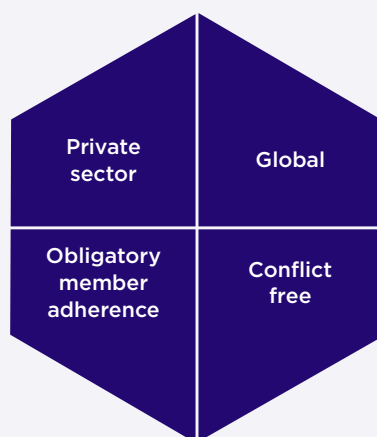 Private
sector
Global
Obligatory
member
adherence
Conflict
free